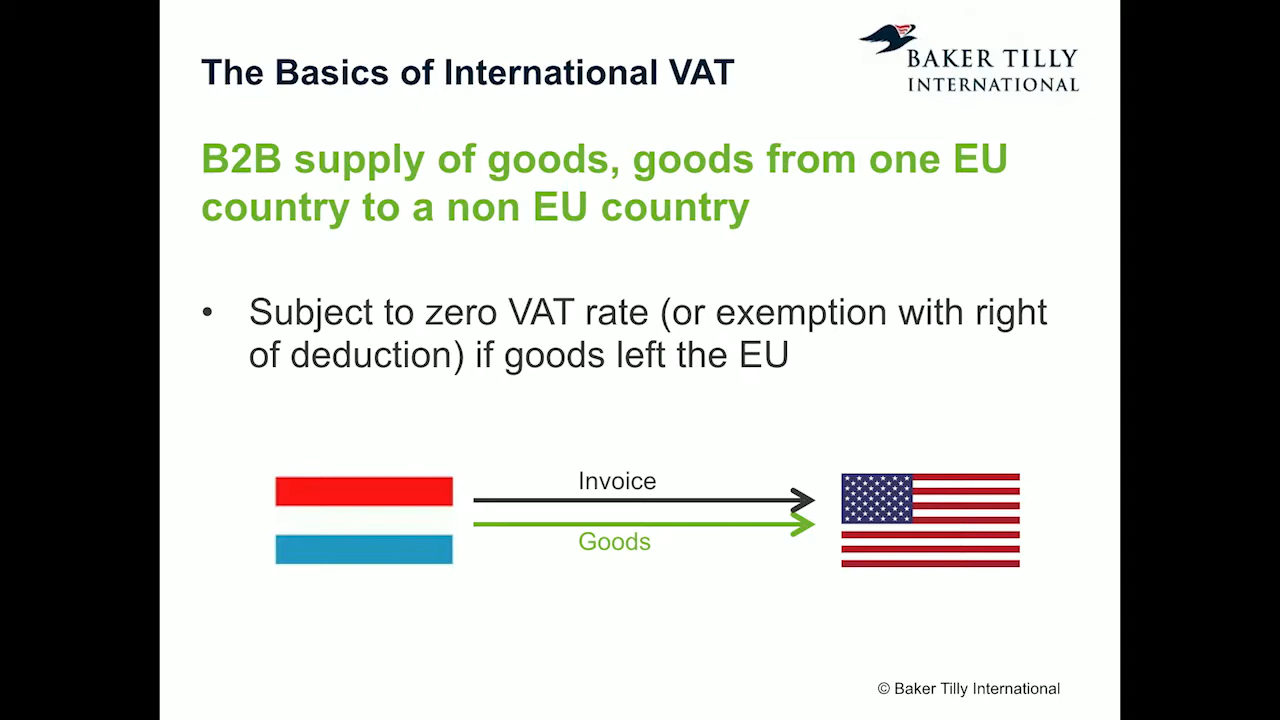 The Basics of International VAT
BAKER TILLY
INTERNATIONAL
B2B supply of goods, goods from one EU
country to a non EU country
• Subject to zero VAT rate (or exemption with right
of deduction) if goods left the EU
Invoice
Goods
© Baker Tilly International